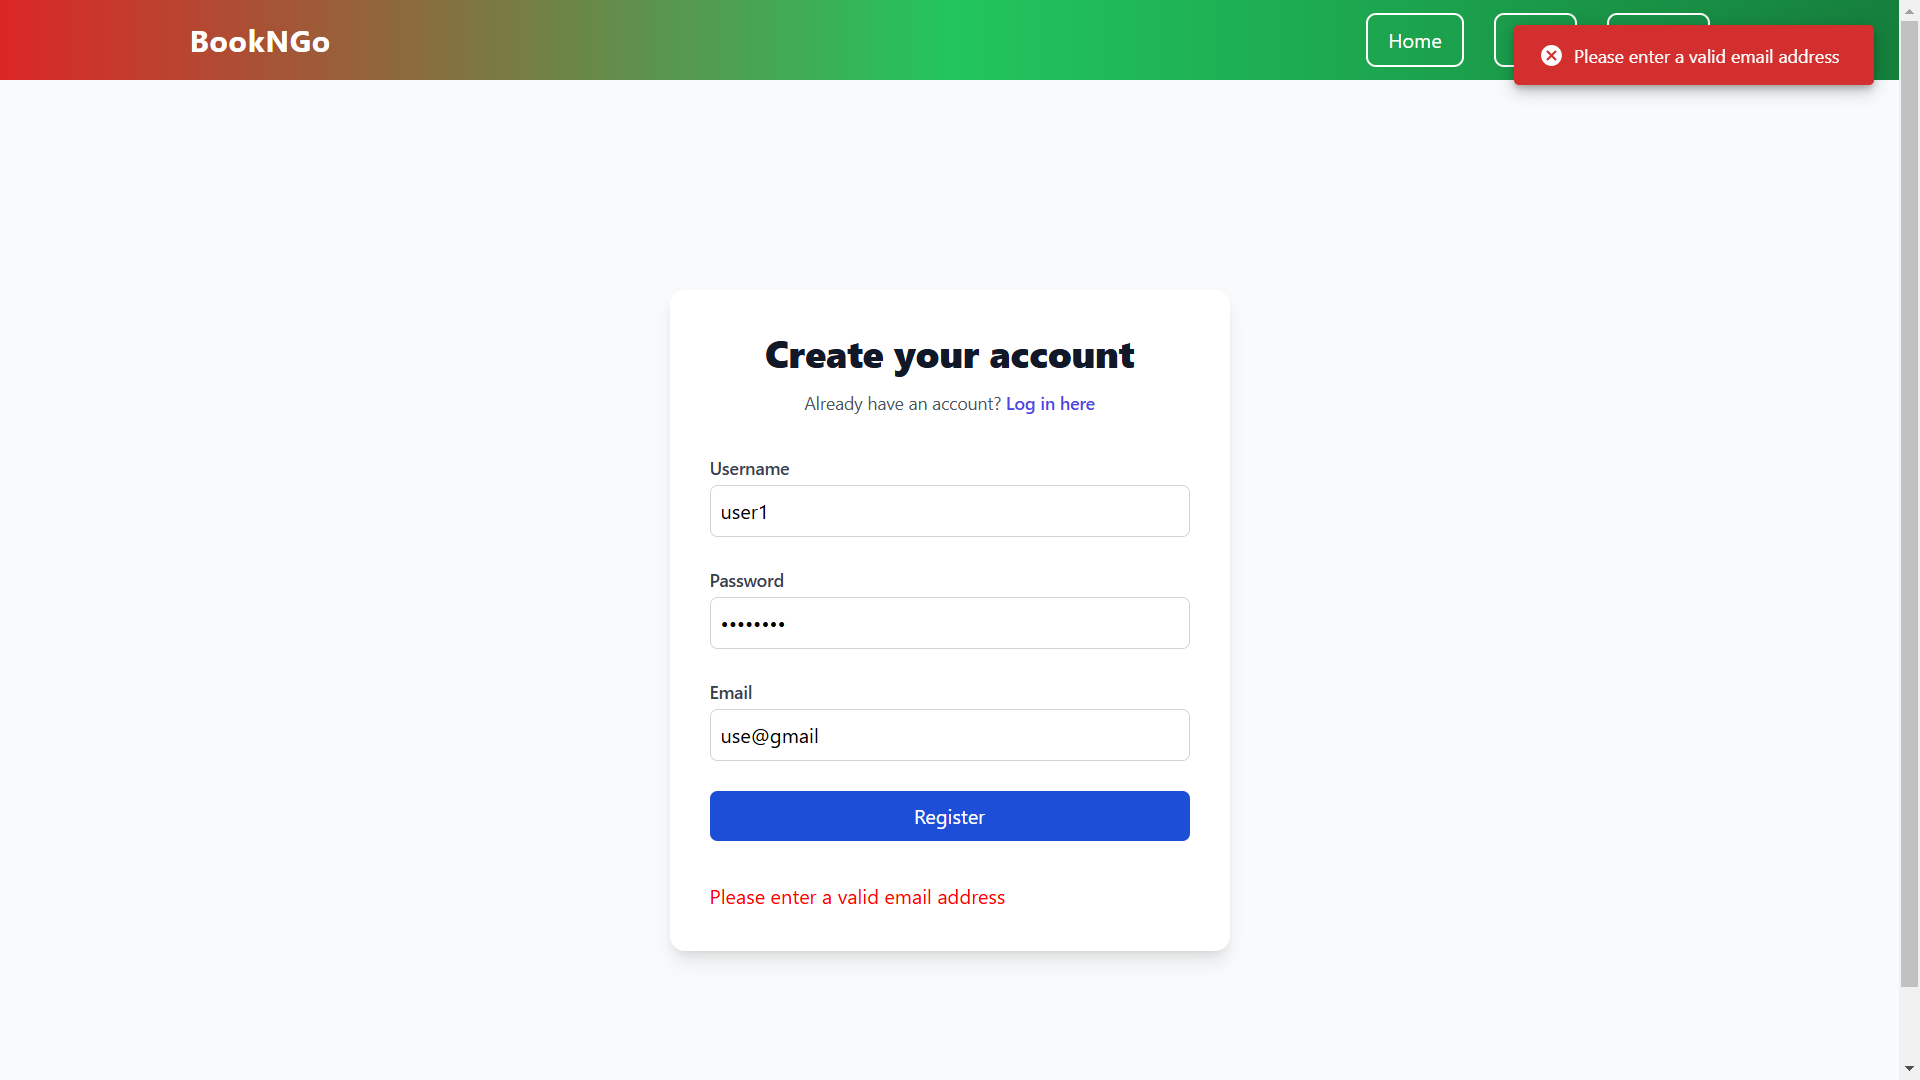 BookNGo
Home
Please enter a valid email address
Create your account
Already have an account? Log in here
Username
user1
Password
••••••••
Email
use@gmail
Register
Please enter a valid email address